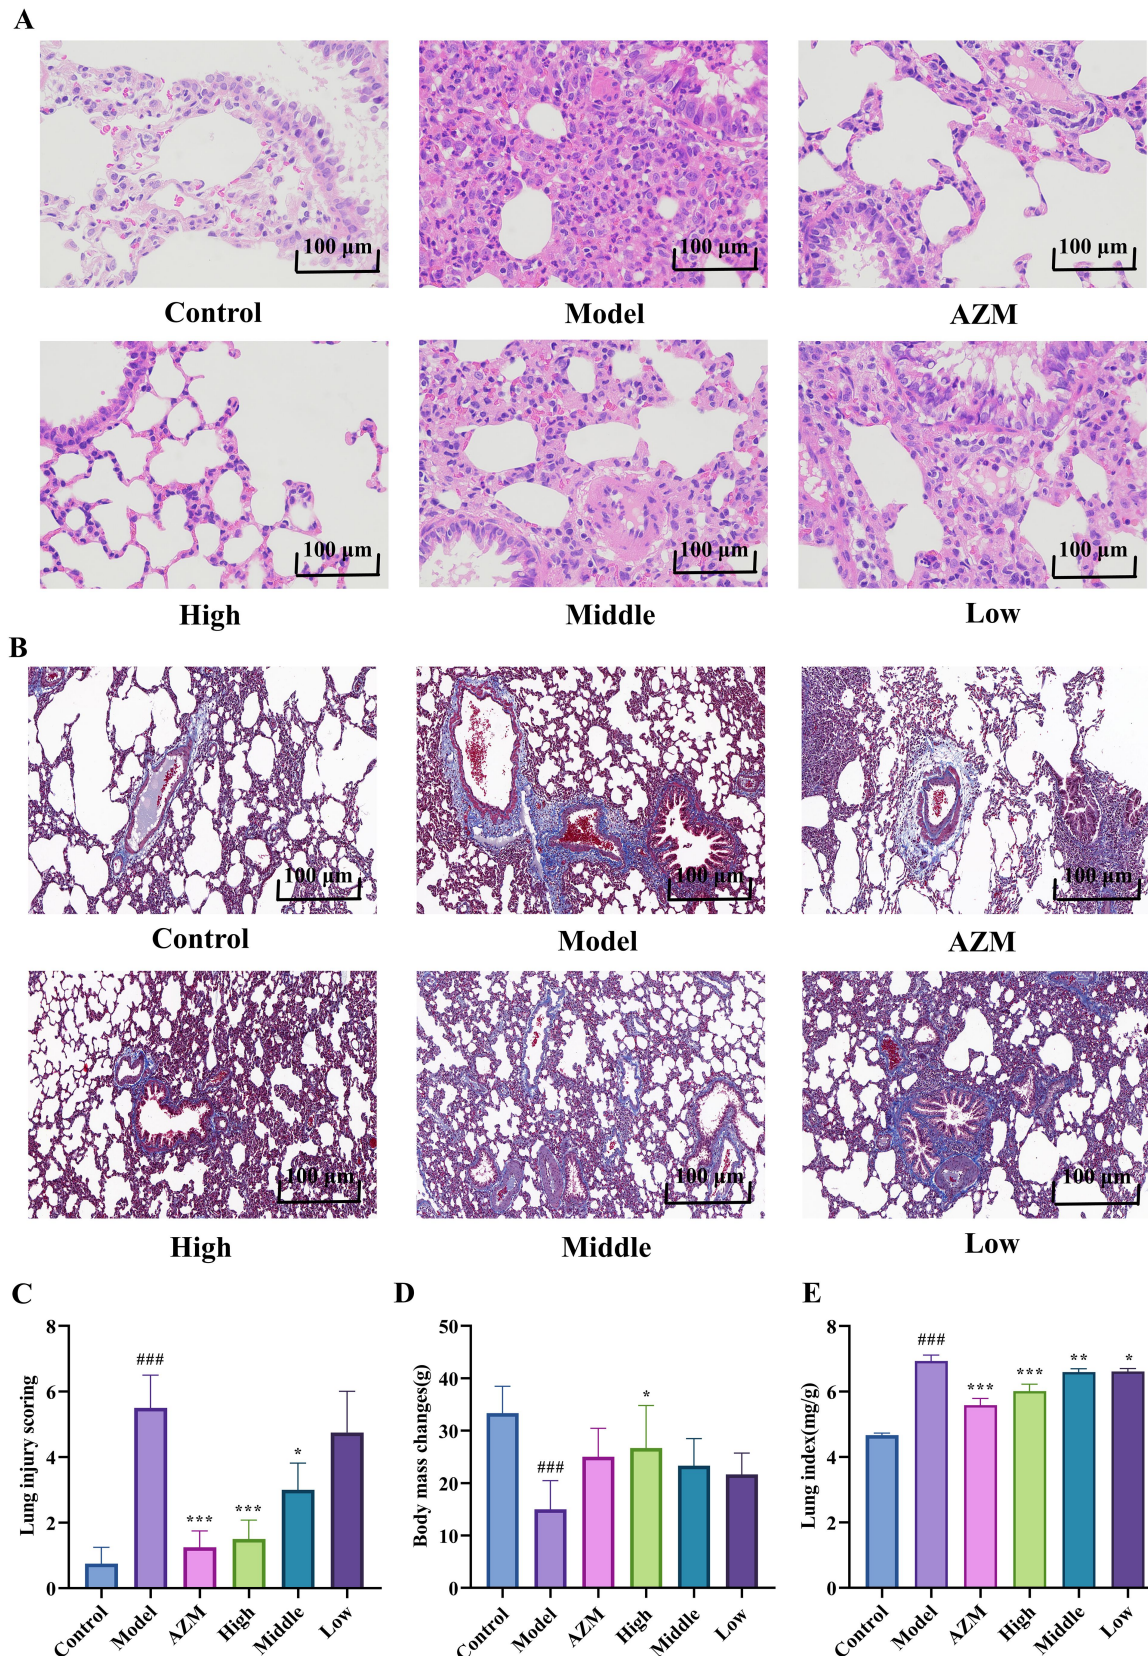 A
100 μm
100 μm
100 μm
Control
Model
AZM
100 μm
100 μm
100 μm
High
Middle
Low
B
100 μm
100 μm
100 μm
Control
Model
AZM
100 μm
100 μm
100 μm
High
Middle
Low
C
Lung injury scoring
8
6
4
2
0
###
***
***
*
Control
Model
AZM
High
Middle
Low
D
Body mass changes(g)
50
40
30
20
10
0
###
*
Control
Model
AZM
High
Middle
Low
E
Lung index(mg/g)
8
6
4
2
0
###
***
***
**
*
Control
Model
AZM
High
Middle
Low